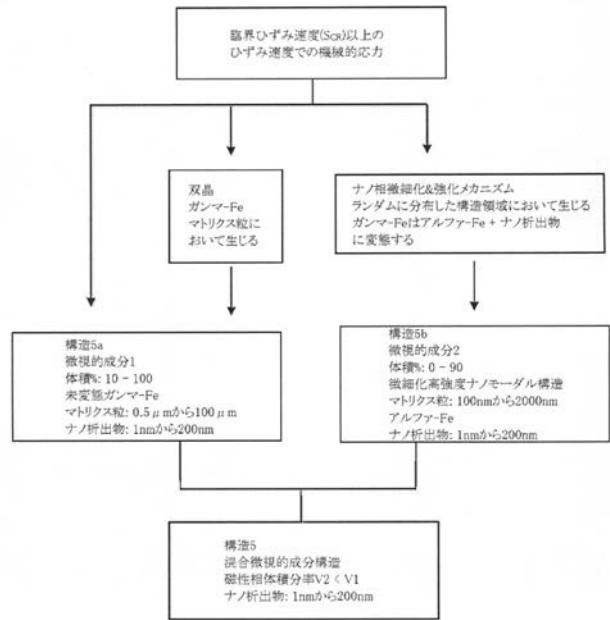 臨界ひずみ速度(SCR)以上の
ひずみ速度での機械的応力
双晶
ガンマ-Fe
マトリクス粒に
おいて生じる
ナノ相微細化&強化メカニズム
ランダムに分布した構造領域において生じる
ガンマ-Feはアルファ-Fe + ナノ析出物
に変態する
構造5a
微視的成分1
体積%: 10 - 100
未変態ガンマ-Fe
マトリクス粒: 0.5μmから100μm
ナノ析出物: 1nmから200nm
構造5b
微視的成分2
体積%: 0 - 90
微細化高強度ナノモーダル構造
マトリクス粒: 100nmから2000nm
アルファ-Fe
ナノ析出物: 1nmから200nm
構造5
混合微視的成分構造
磁性相体積分率V2 < V1
ナノ析出物: 1nmから200nm